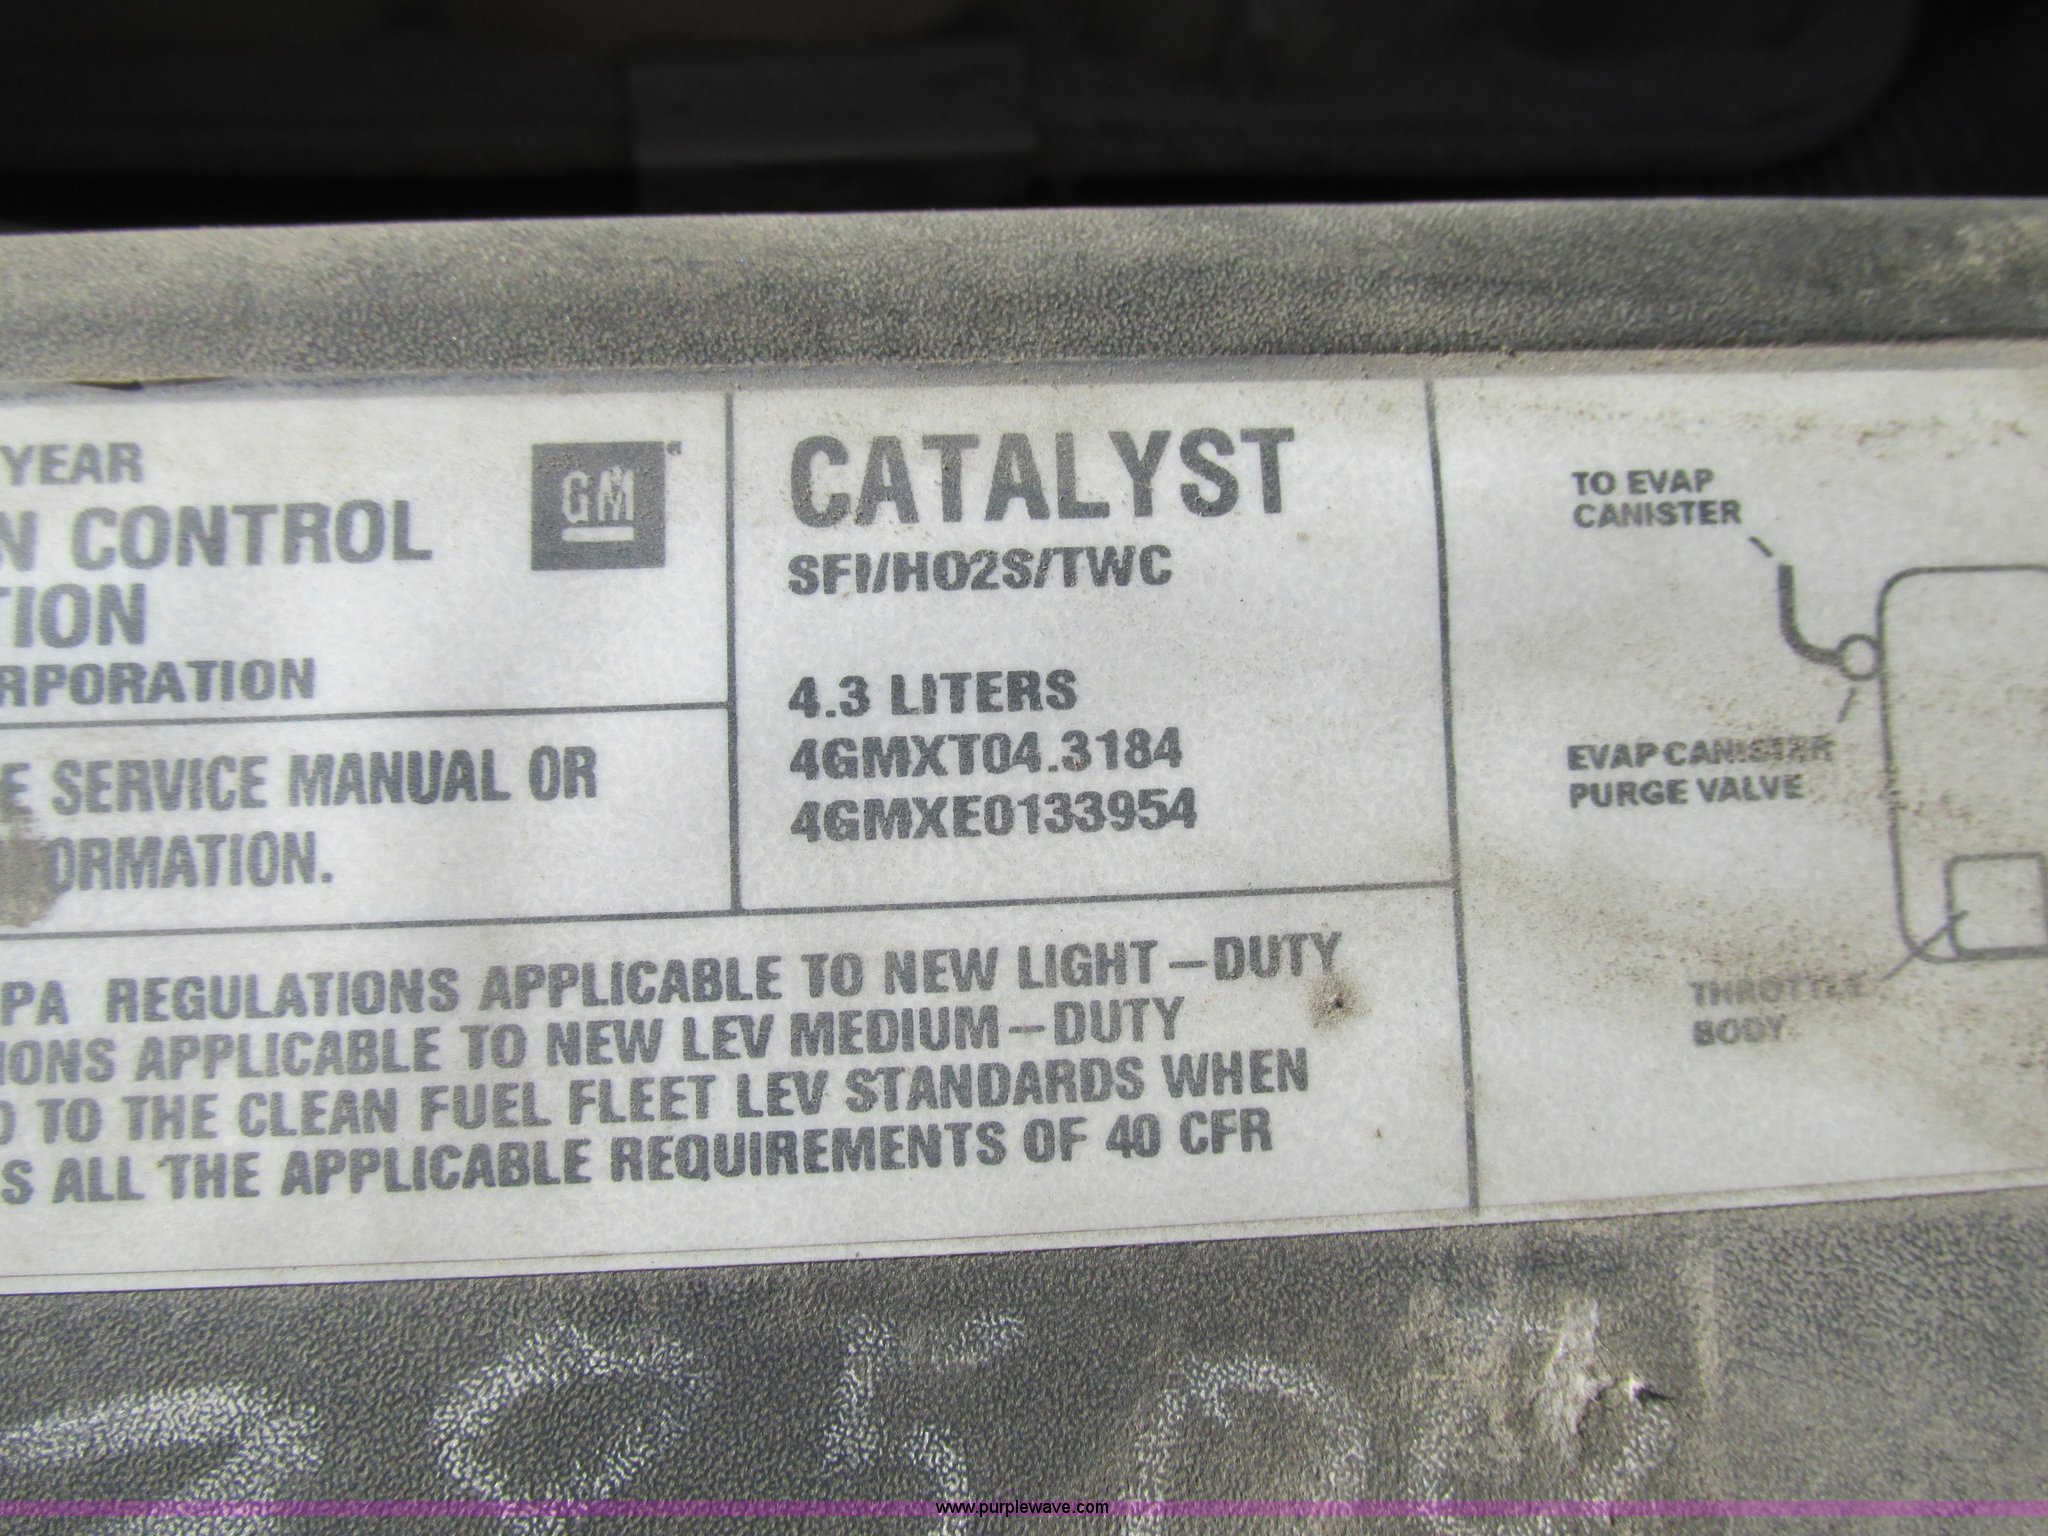 YEAR
N CONTROL
TION
RPORATION
GM
E SERVICE MANUAL OR
ORMATION.
CATALYST
SFI/HO2S/TWC
4.3 LITERS
4GMXT04.3184
4GMXE0133954
TO EVAP
CANISTER
EVAP CANISTER
PURGE VALVE
THROTTLE
BODY
PA REGULATIONS APPLICABLE TO NEW LIGHT-DUTY
IONS APPLICABLE TO NEW LEV MEDIUM-DUTY
D TO THE CLEAN FUEL FLEET LEV STANDARDS WHEN
S ALL THE APPLICABLE REQUIREMENTS OF 40 CFR
www.purplewave.com